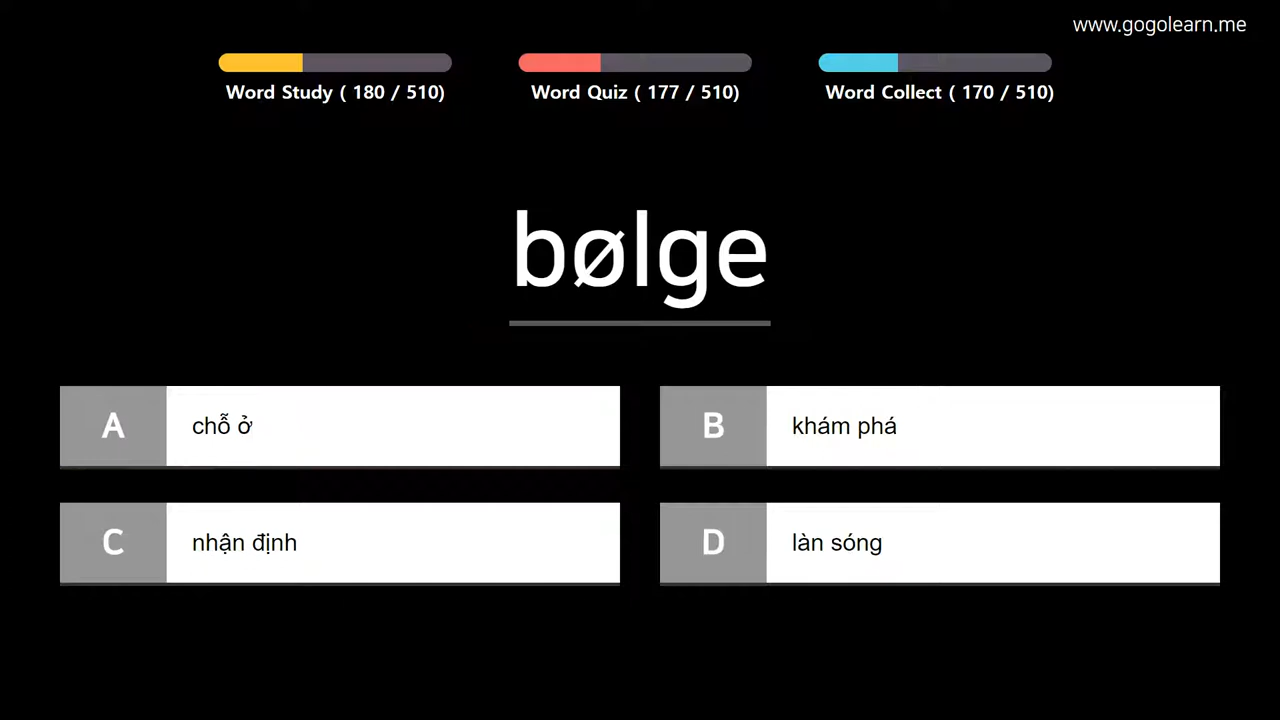 www.gogolearn.me
Word Study ( 180 / 510)
Word Quiz ( 177 / 510)
Word Collect ( 170 / 510)
bølge
A
chỗ ở
B
khám phá
C
nhận định
D
làn sóng